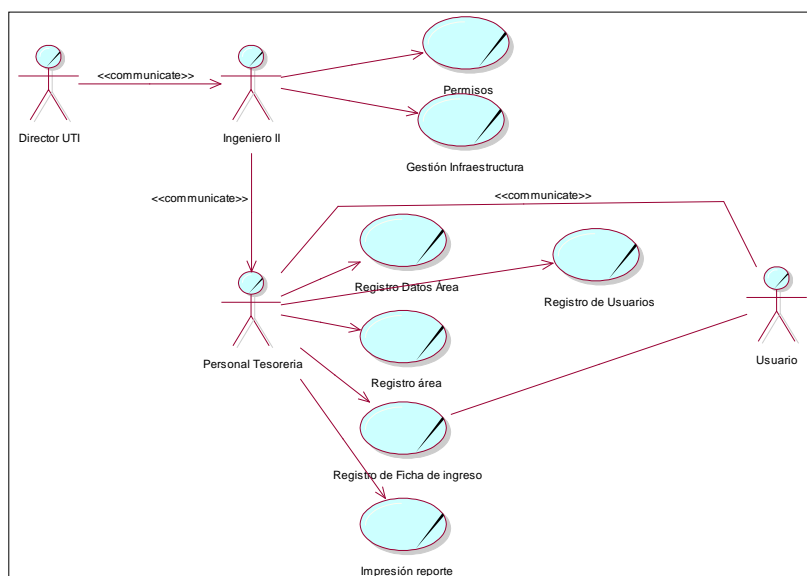 <<communicate>>
Director UTI
Ingeniero II
Permisos
Gestión Infraestructura
<<communicate>>
<<communicate>>
Registro Datos Área
Registro de Usuarios
Personal Tesoreria
Registro área
Usuario
Registro de Ficha de ingreso
Impresión reporte